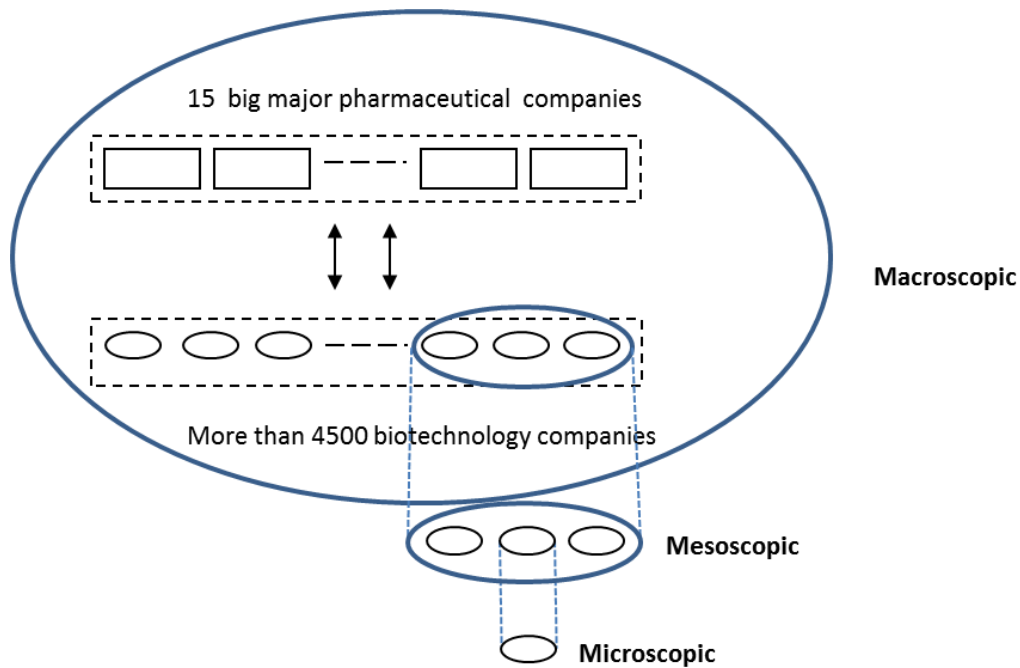 15 big major pharmaceutical companies
Macroscopic
More than 4500 biotechnology companies
Mesoscopic
Microscopic